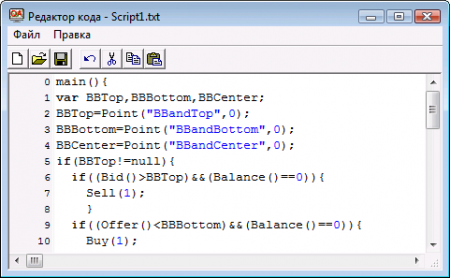 QA Редактор кода - Script1.txt
Файл Правка
0 main(){
1 var BBTop,BBBottom,BBCenter;
2 BBTop=Point("BBandTop",0);
3 BBBottom=Point("BBandBottom",0);
4 BBCenter=Point("BBandCenter",0);
5 if(BBTop!=null){
6 if((Bid()>BBTop)&&(Balance()==0)){
7 Sell(1);
8 }
9 if((Offer()<BBBottom)&&(Balance()==0)){
10 Buy(1);